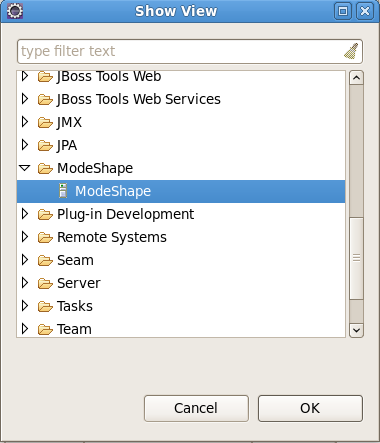 Show View
type filter text
JBoss Tools Web
JBoss Tools Web Services
JMX
JPA
ModeShape
ModeShape
Plug-in Development
Remote Systems
Seam
Server
Tasks
Team
Cancel
OK